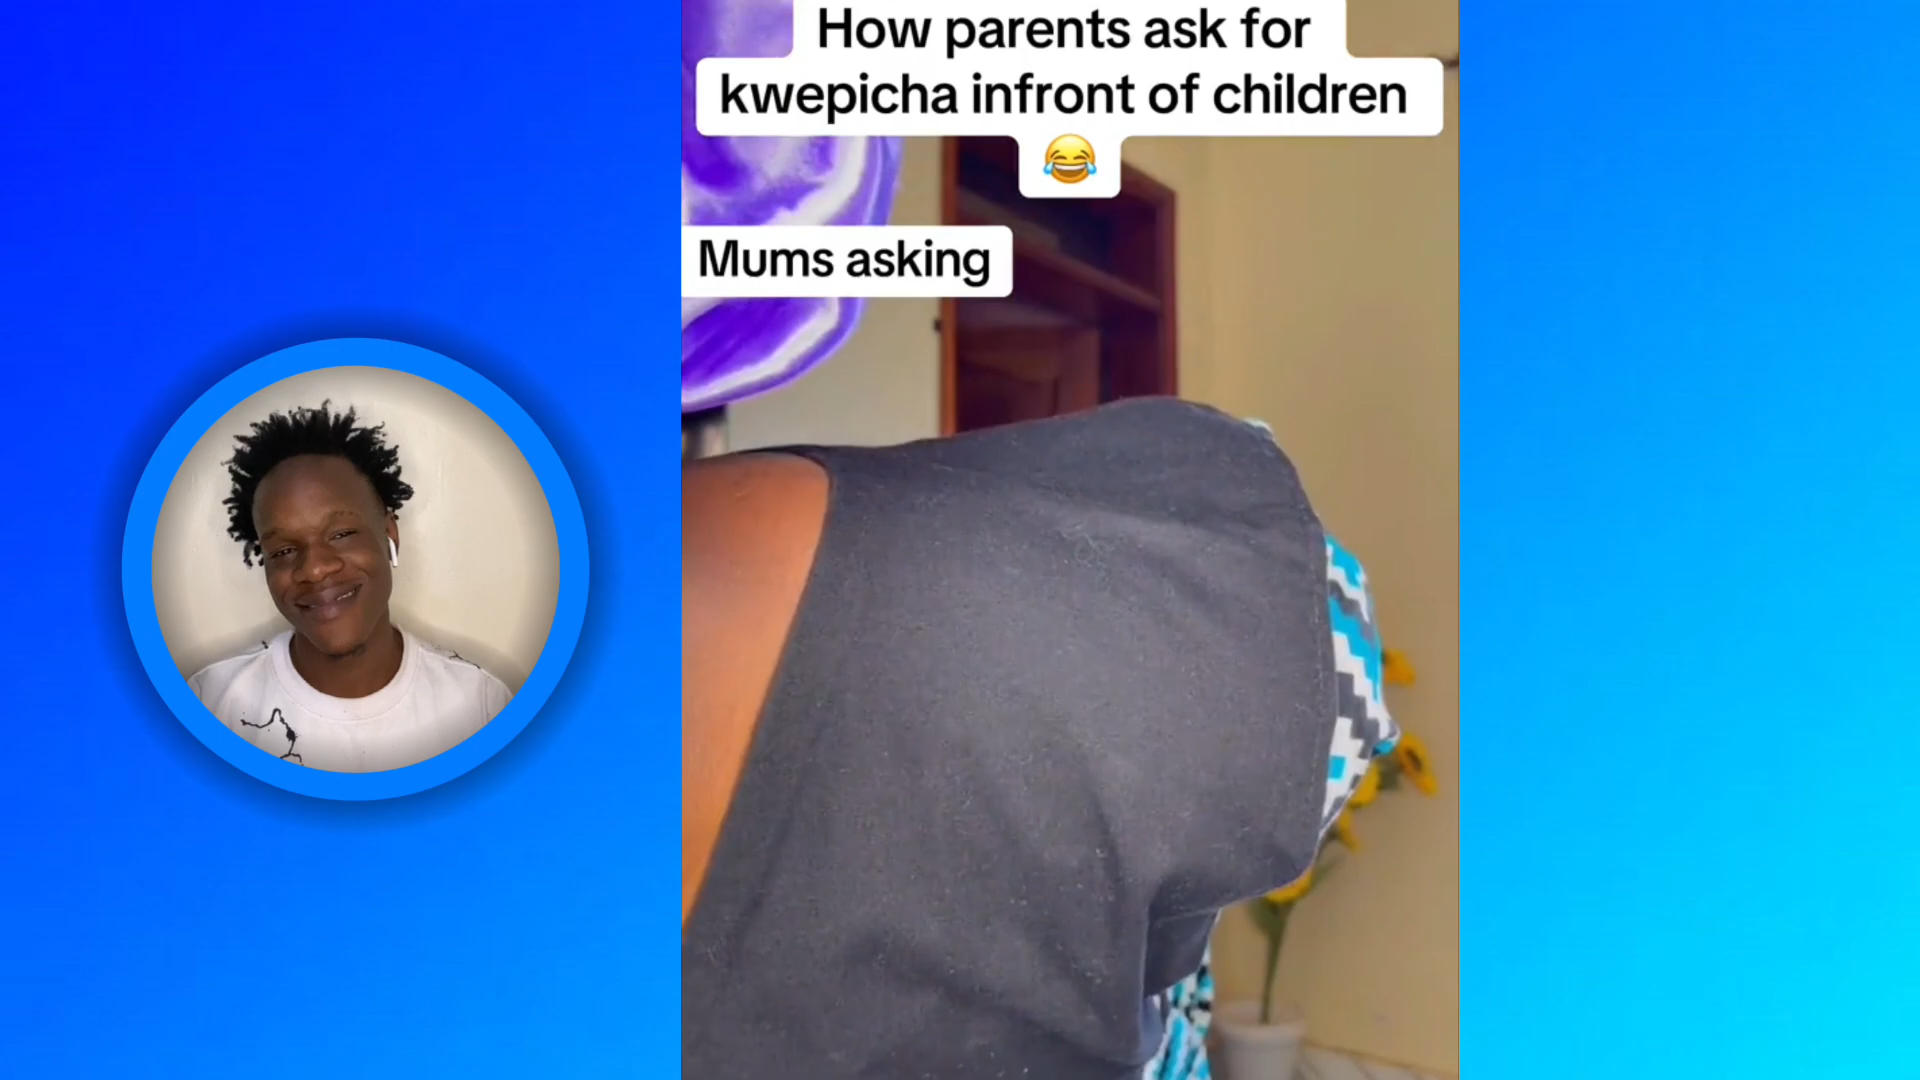 How parents ask for
kwepicha infront of children
😂
Mums asking